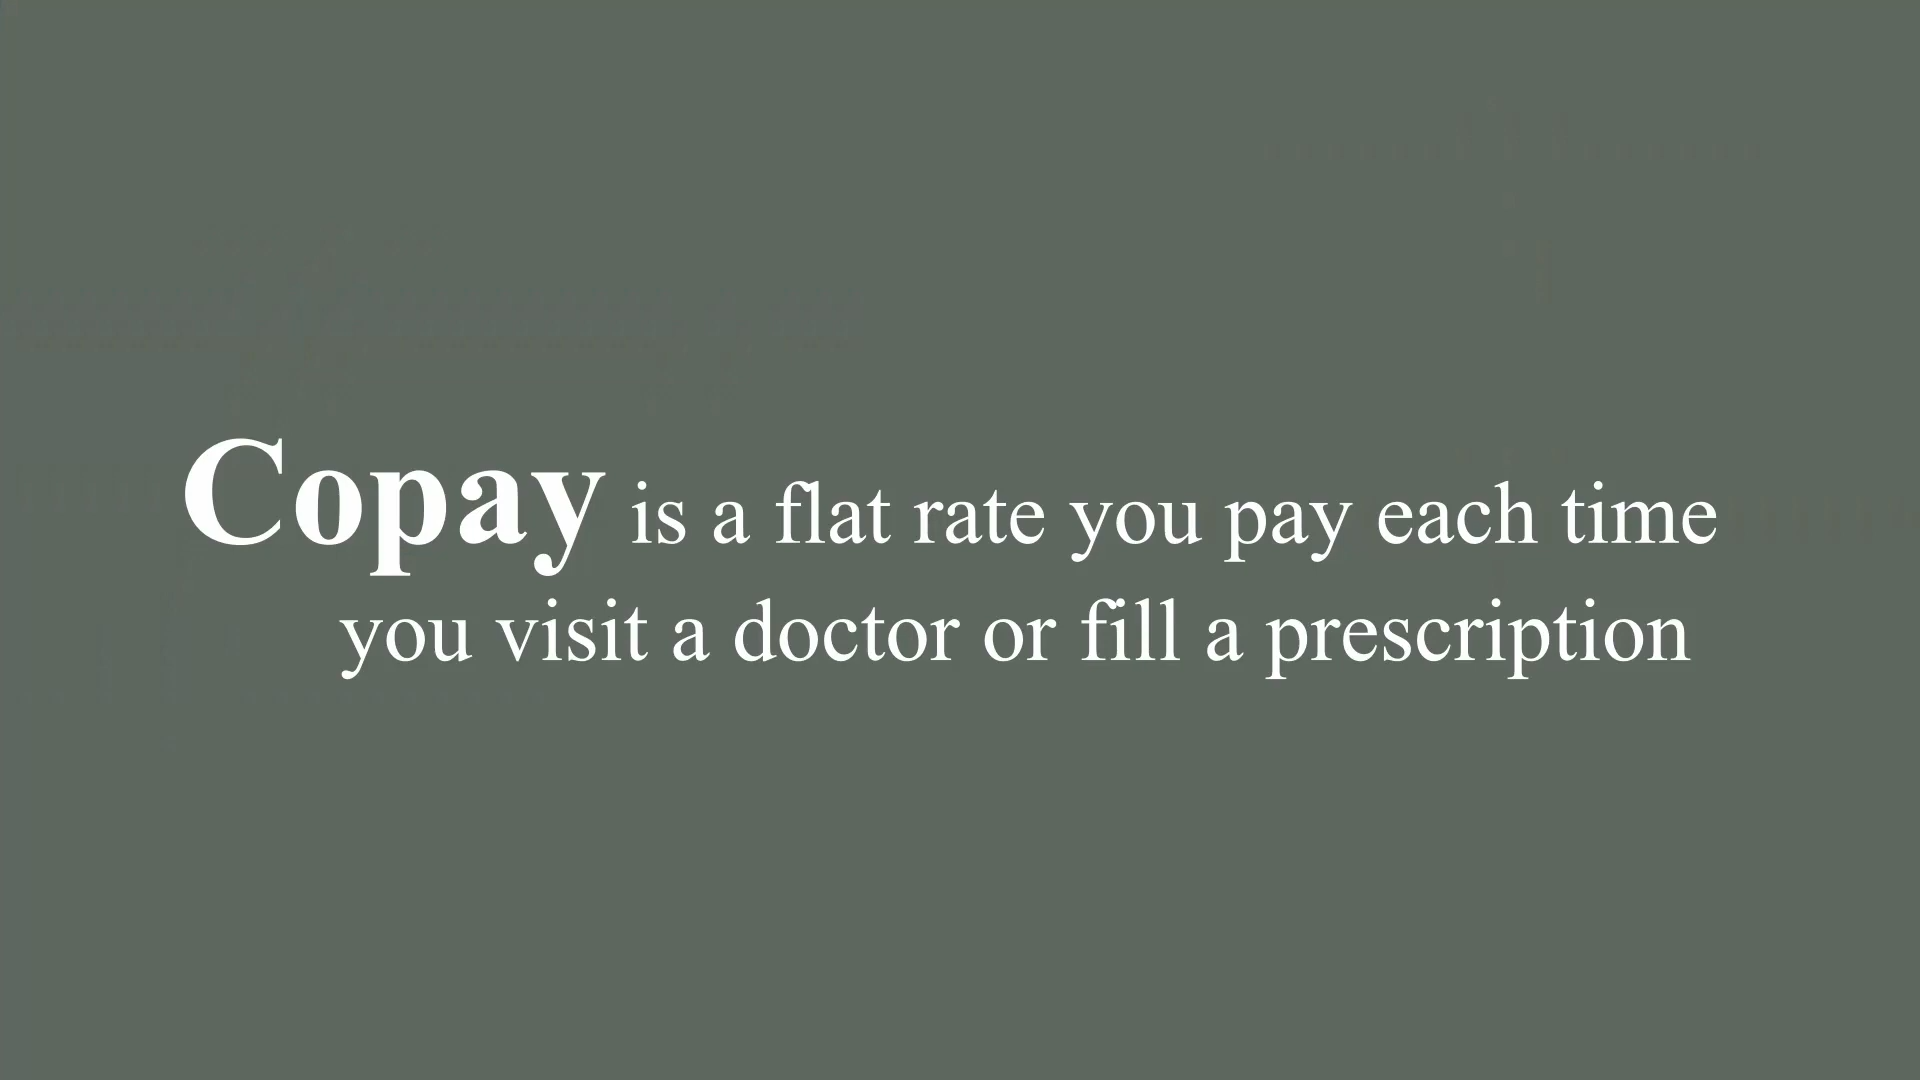 Copay is a flat rate you pay each time
you visit a doctor or fill a prescription